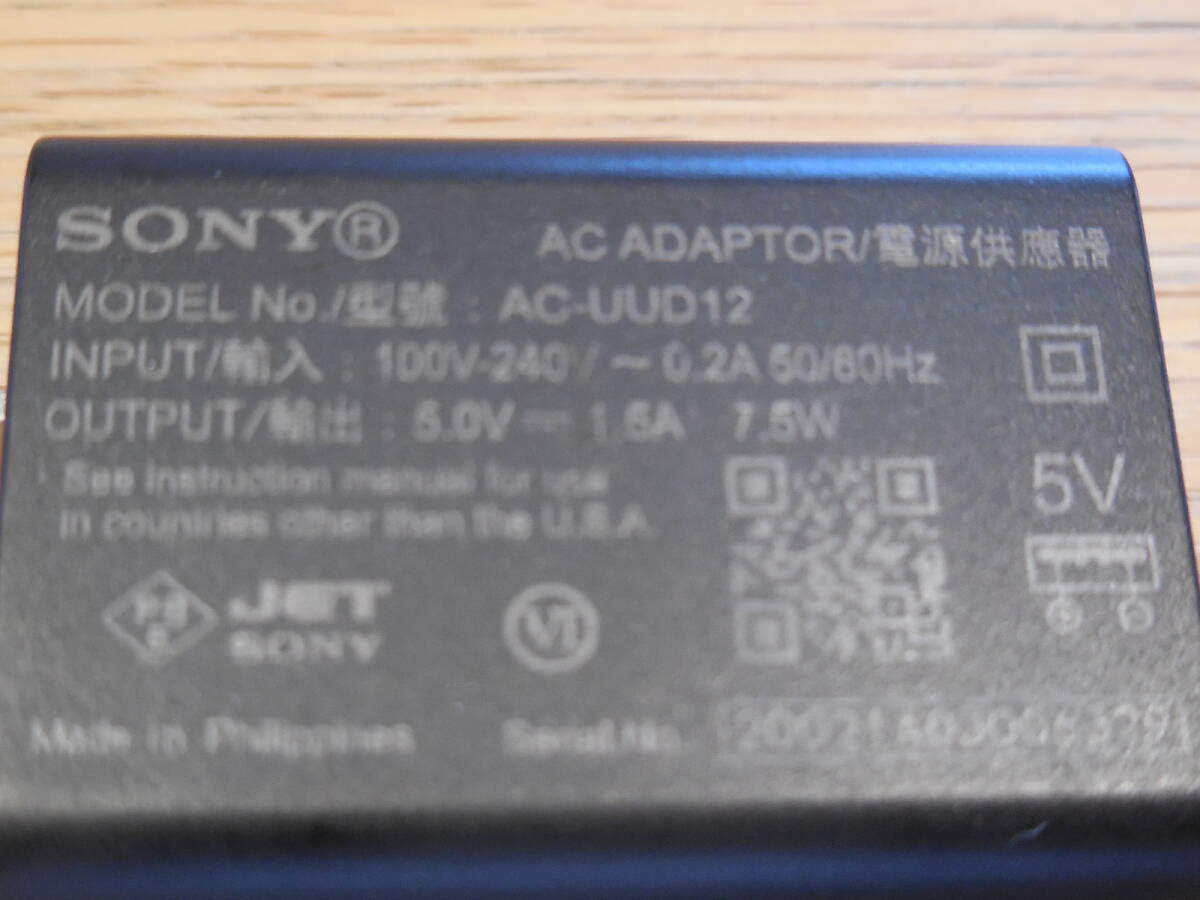 SONY®
AC ADAPTOR/電源供應器
MODEL No./型號 : AC-UUD12
INPUT/輸入 : 100V-240V ~ 0.2A 50/60Hz
OUTPUT/輸出 : 5.0V ⎓ 1.5A 7.5W
See instruction manual for use
in countries other than the U.S.A.
5V
PS
E
JET
SONY
VI
Made in Philippines
Serial.No.